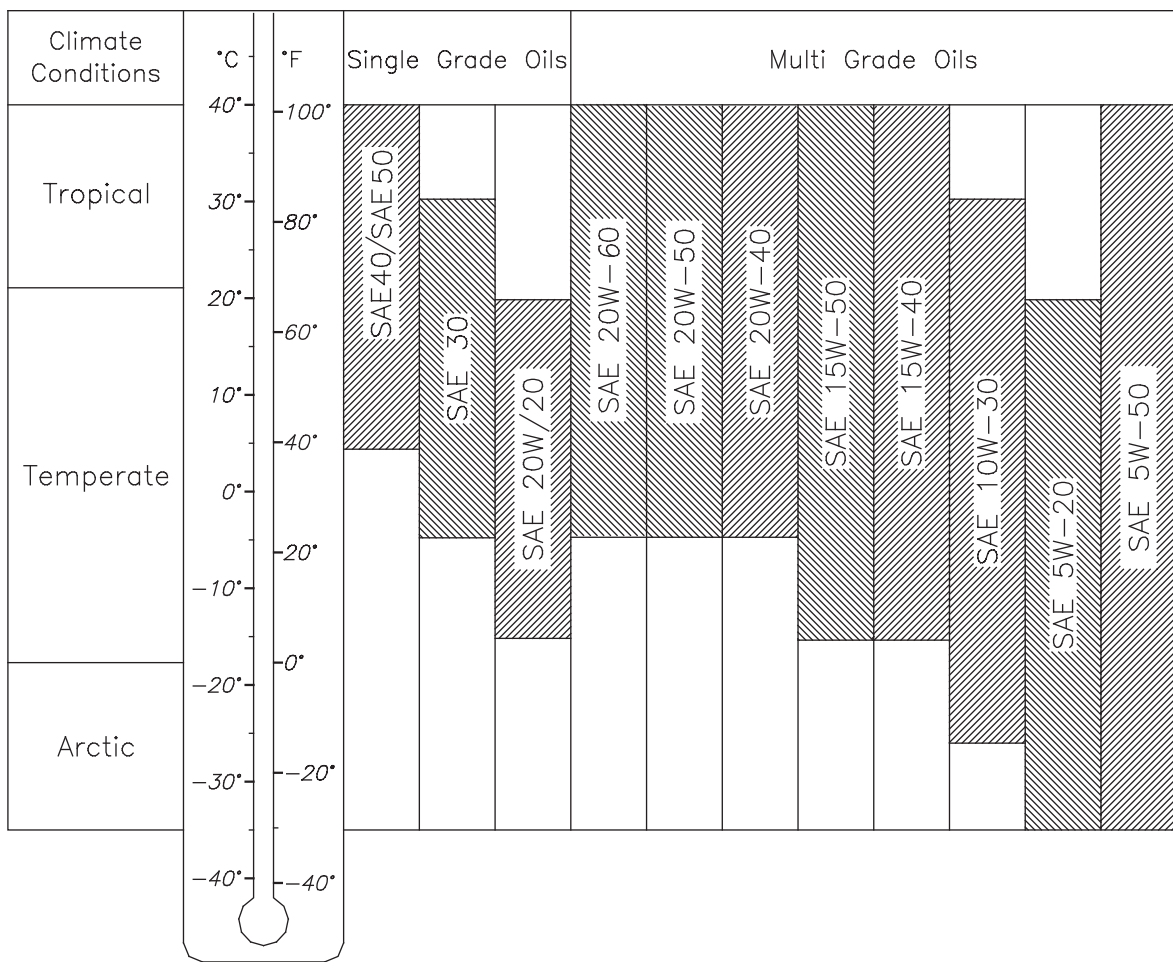 Climate
Conditions
°C
°F
Single Grade Oils
Multi Grade Oils
40°
30°
20°
10°
0°
-10°
-20°
-30°
-40°
100°
80°
60°
40°
20°
0°
-20°
-40°
Tropical
Temperate
Arctic
SAE40/SAE50
SAE 30
SAE 20W/20
SAE 20W-60
SAE 20W-50
SAE 20W-40
SAE 15W-50
SAE 15W-40
SAE 10W-30
SAE 5W-20
SAE 5W-50